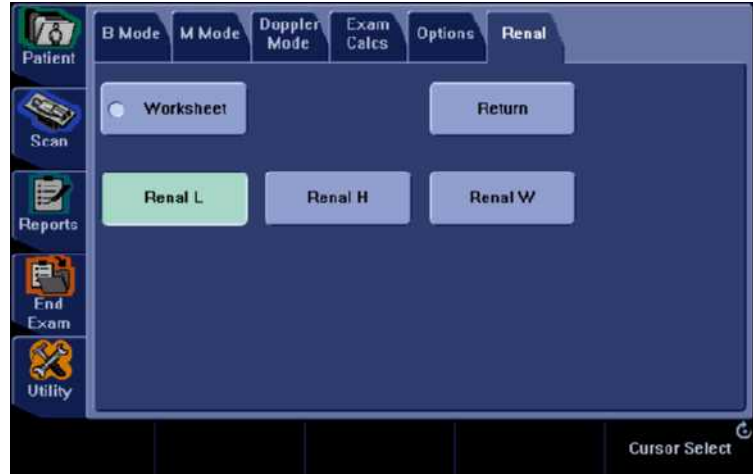 Patient
B Mode
M Mode
Doppler
Mode
Exam
Calcs
Options
Renal
Worksheet
Return
Scan
Renal L
Renal H
Renal W
Reports
End
Exam
Utility
Cursor Select